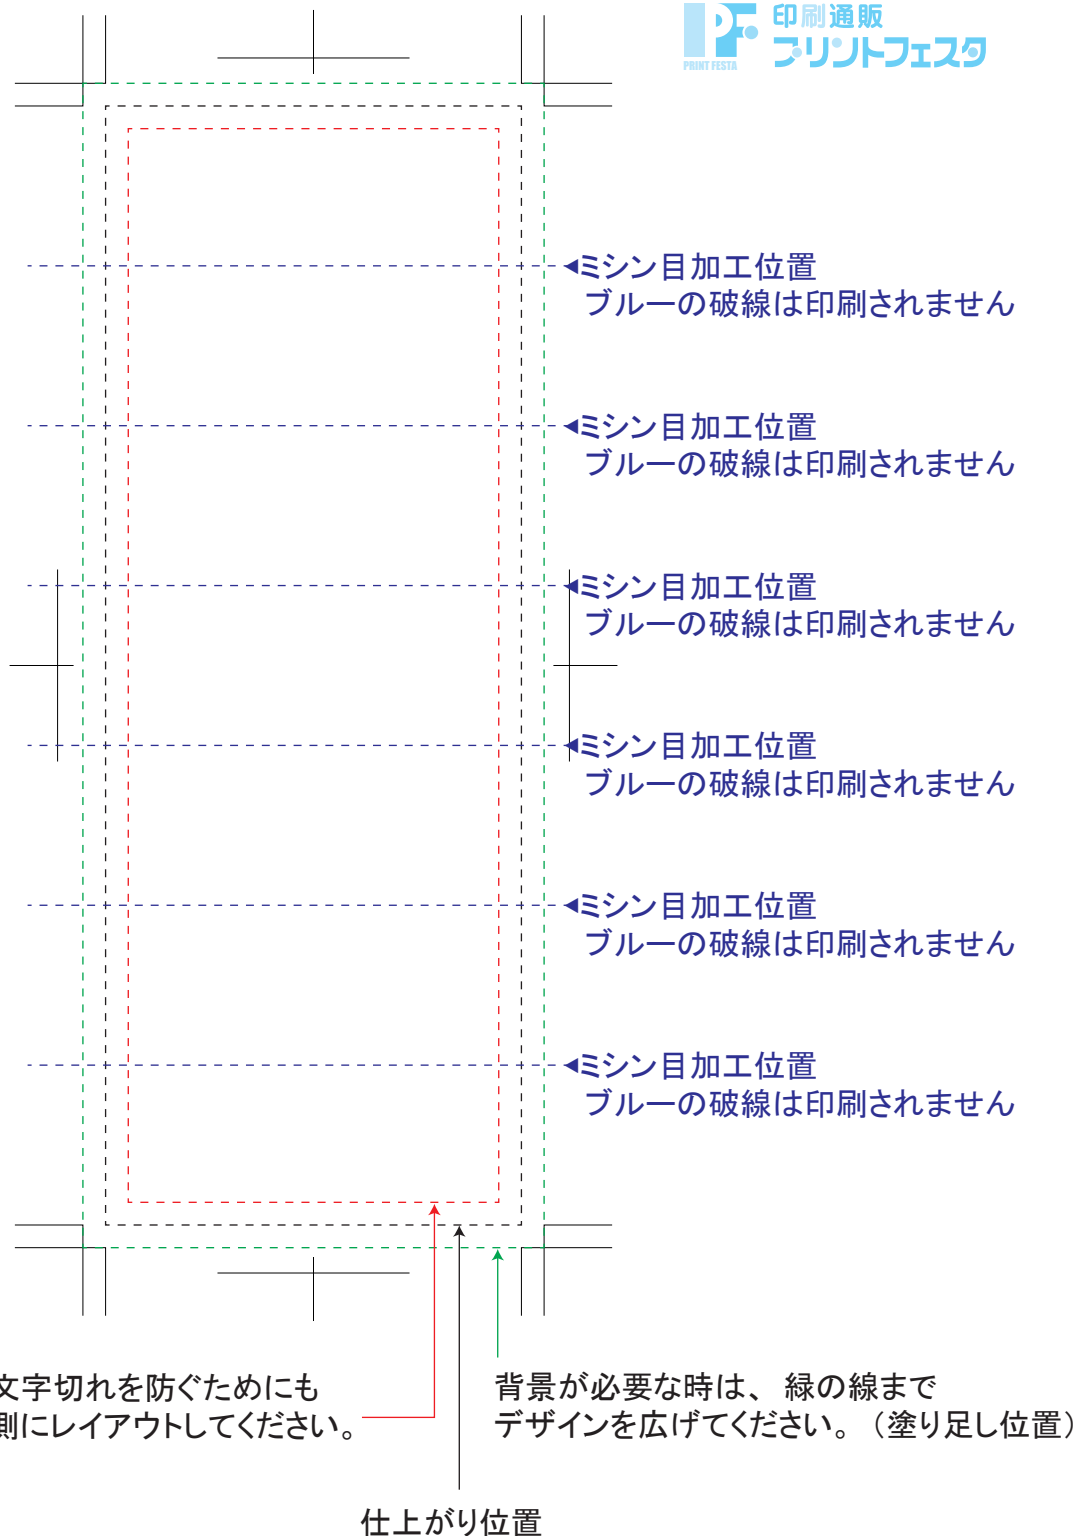 印刷通販
プリントフェスタ
PRINT FESTA
◀ミシン目加工位置
ブルーの破線は印刷されません
◀ミシン目加工位置
ブルーの破線は印刷されません
◀ミシン目加工位置
ブルーの破線は印刷されません
◀ミシン目加工位置
ブルーの破線は印刷されません
◀ミシン目加工位置
ブルーの破線は印刷されません
◀ミシン目加工位置
ブルーの破線は印刷されません
文字切れを防ぐためにも
側にレイアウトしてください。
背景が必要な時は、緑の線まで
デザインを広げてください。（塗り足し位置）
仕上がり位置